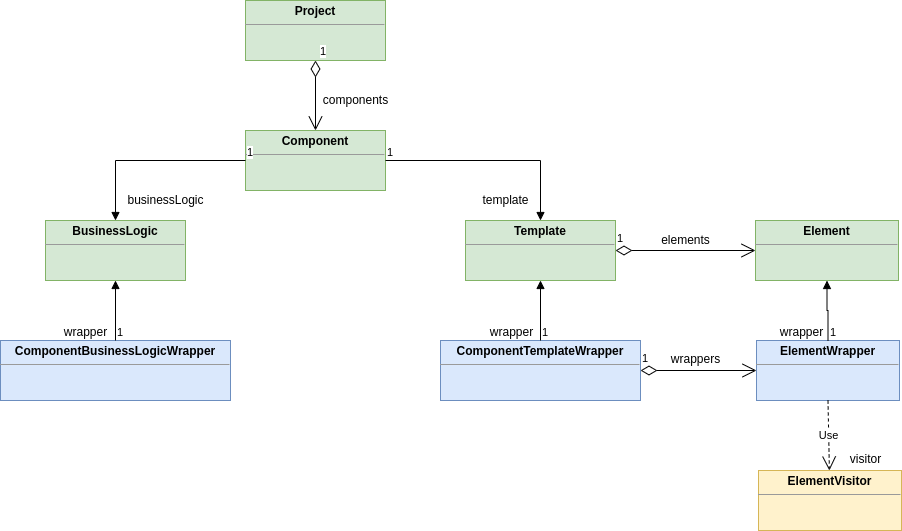 Project
1
components
Component
1
1
businessLogic
template
BusinessLogic
Template
1
elements
Element
wrapper
1
wrapper
1
wrapper
1
ComponentBusinessLogicWrapper
ComponentTemplateWrapper
1
wrappers
ElementWrapper
Use
visitor
ElementVisitor